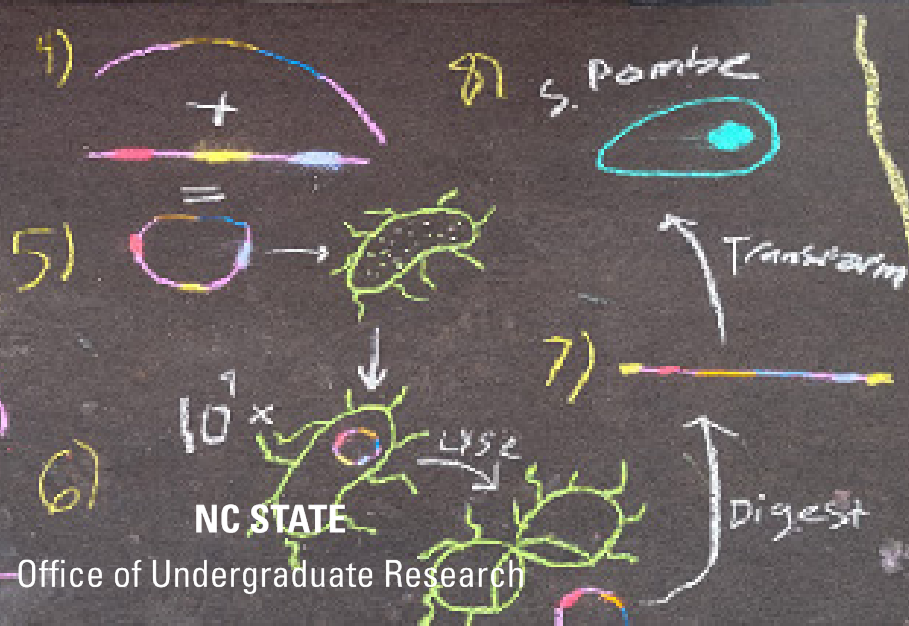 4)
+
=
5)
10⁹ x
6)
Lyse
8)
S. Pombe
Transform
7)
Digest
NC STATE
Office of Undergraduate Research